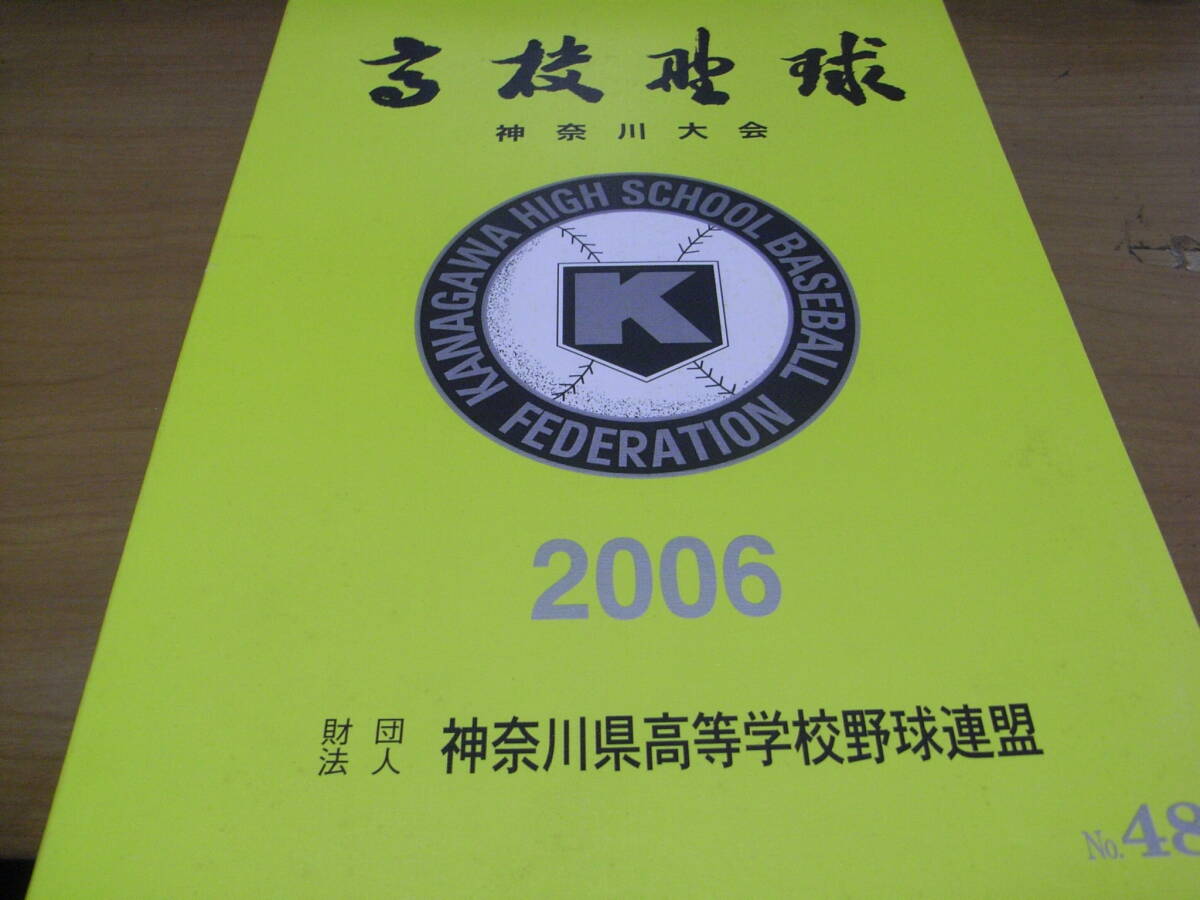 高校野球
神奈川大会
KANAGAWA HIGH SCHOOL BASEBALL
FEDERATION
K
2006
財団
法人
神奈川県高等学校野球連盟
No.48